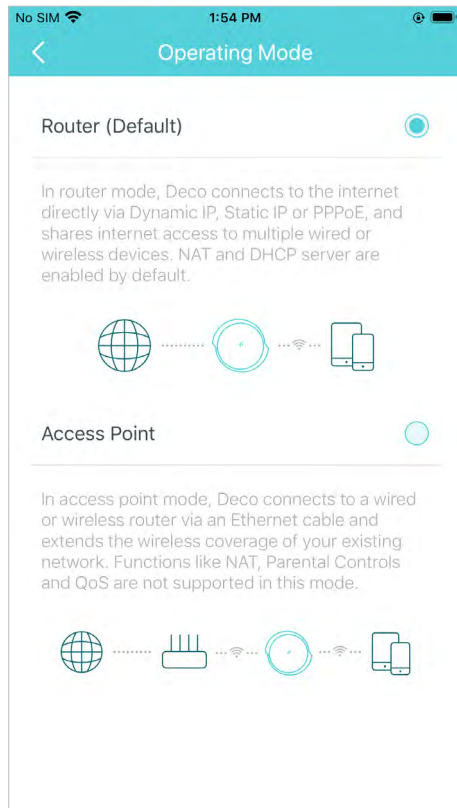 No SIM 1:54 PM
Operating Mode
Router (Default)
In router mode, Deco connects to the internet
directly via Dynamic IP, Static IP or PPPoE, and
shares internet access to multiple wired or
wireless devices. NAT and DHCP server are
enabled by default.
Access Point
In access point mode, Deco connects to a wired
or wireless router via an Ethernet cable and
extends the wireless coverage of your existing
network. Functions like NAT, Parental Controls
and QoS are not supported in this mode.